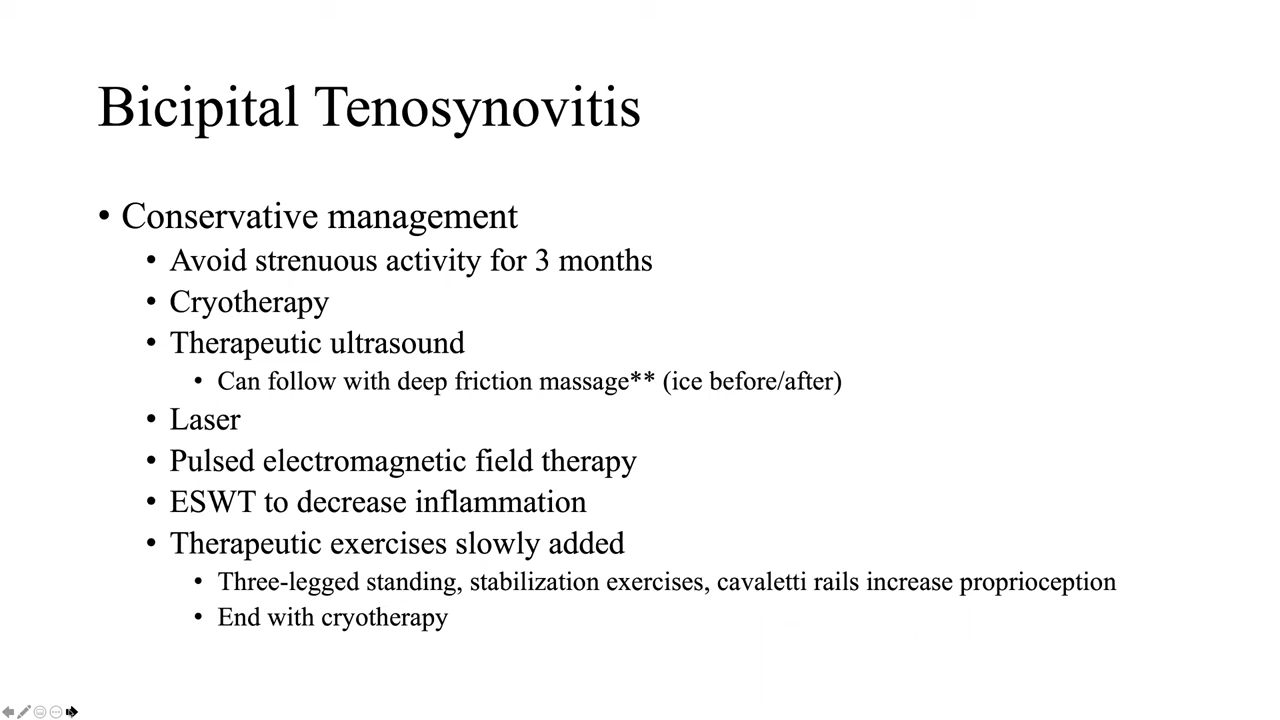 Bicipital Tenosynovitis
• Conservative management
• Avoid strenuous activity for 3 months
• Cryotherapy
• Therapeutic ultrasound
• Can follow with deep friction massage** (ice before/after)
• Laser
• Pulsed electromagnetic field therapy
• ESWT to decrease inflammation
• Therapeutic exercises slowly added
• Three-legged standing, stabilization exercises, cavaletti rails increase proprioception
• End with cryotherapy